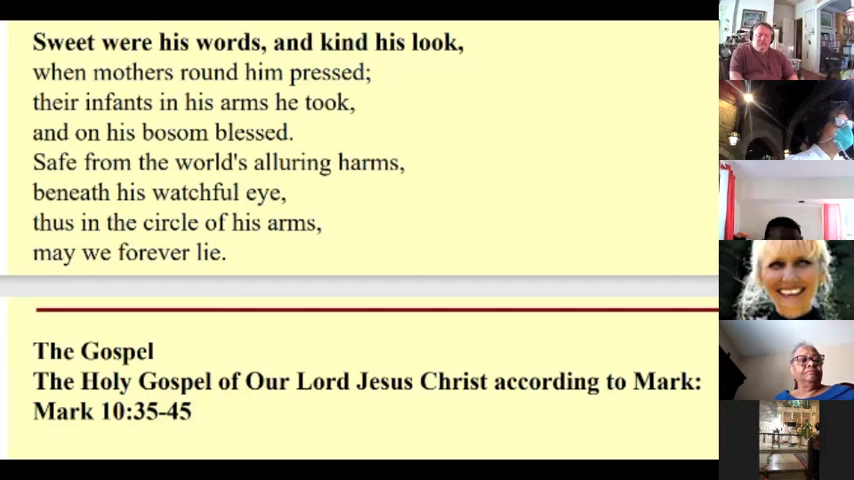 Sweet were his words, and kind his look,
when mothers round him pressed;
their infants in his arms he took,
and on his bosom blessed.
Safe from the world's alluring harms,
beneath his watchful eye,
thus in the circle of his arms,
may we forever lie.
The Gospel
The Holy Gospel of Our Lord Jesus Christ according to Mark:
Mark 10:35-45